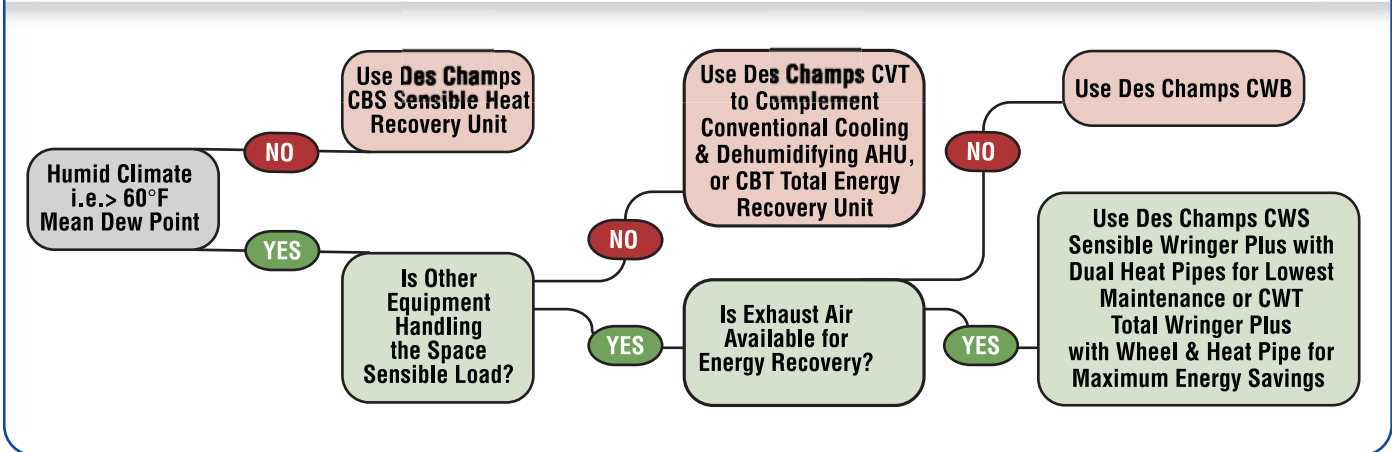 Humid Climate
i.e.> 60°F
Mean Dew Point
NO
Use Des Champs
CBS Sensible Heat
Recovery Unit
YES
Is Other
Equipment
Handling
the Space
Sensible Load?
NO
Use Des Champs CVT
to Complement
Conventional Cooling
& Dehumidifying AHU,
or CBT Total Energy
Recovery Unit
YES
Is Exhaust Air
Available for
Energy Recovery?
NO
Use Des Champs CWB
YES
Use Des Champs CWS
Sensible Wringer Plus with
Dual Heat Pipes for Lowest
Maintenance or CWT
Total Wringer Plus
with Wheel & Heat Pipe for
Maximum Energy Savings